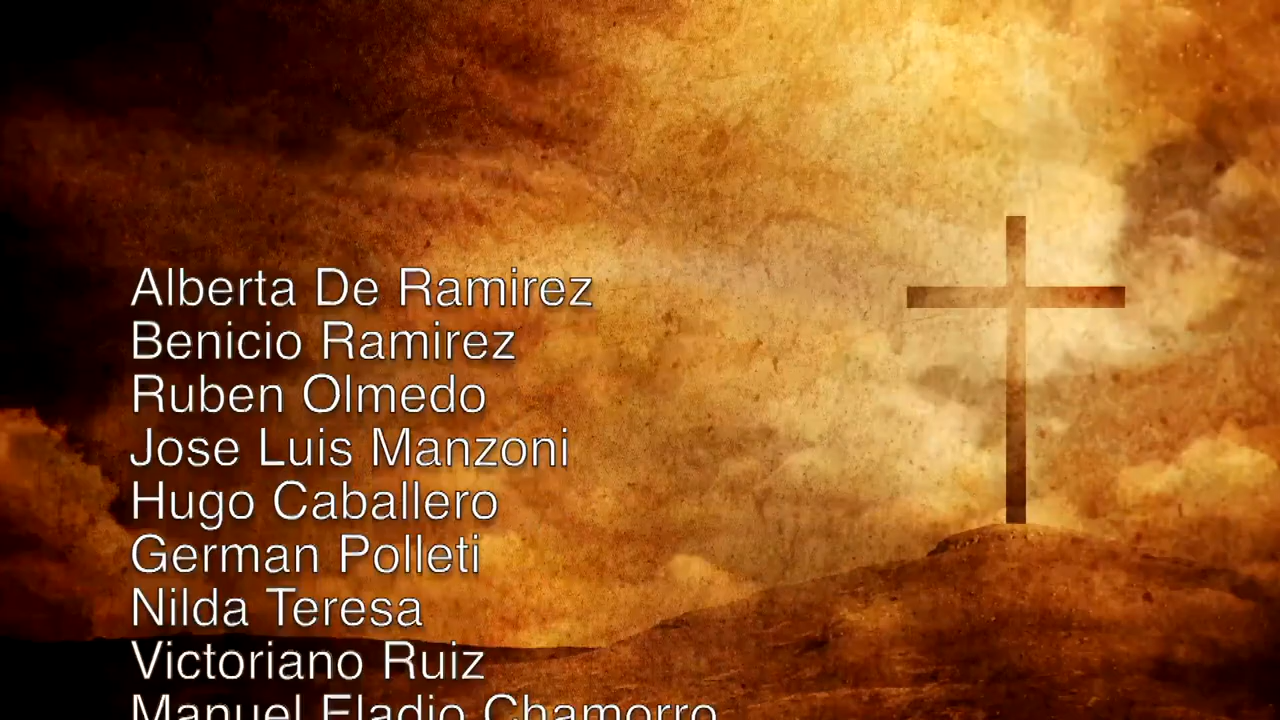 Alberta De Ramirez
Benicio Ramirez
Ruben Olmedo
Jose Luis Manzoni
Hugo Caballero
German Polleti
Nilda Teresa
Victoriano Ruiz
Manuel Eladio Chamorro